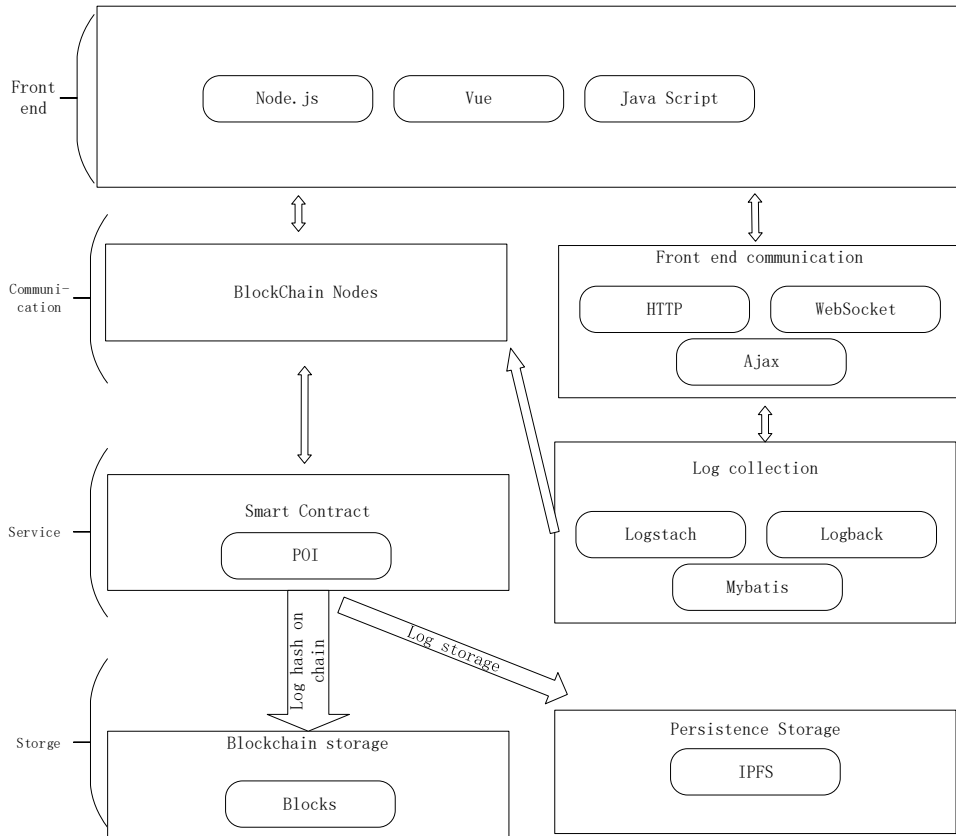 Front
end
Node.js
Vue
Java Script
Communi-
cation
BlockChain Nodes
Front end communication
HTTP
WebSocket
Ajax
Service
Smart Contract
POI
Log collection
Logstach
Logback
Mybatis
Log hash on
chain
Log storage
Storge
Blockchain storage
Blocks
Persistence Storage
IPFS